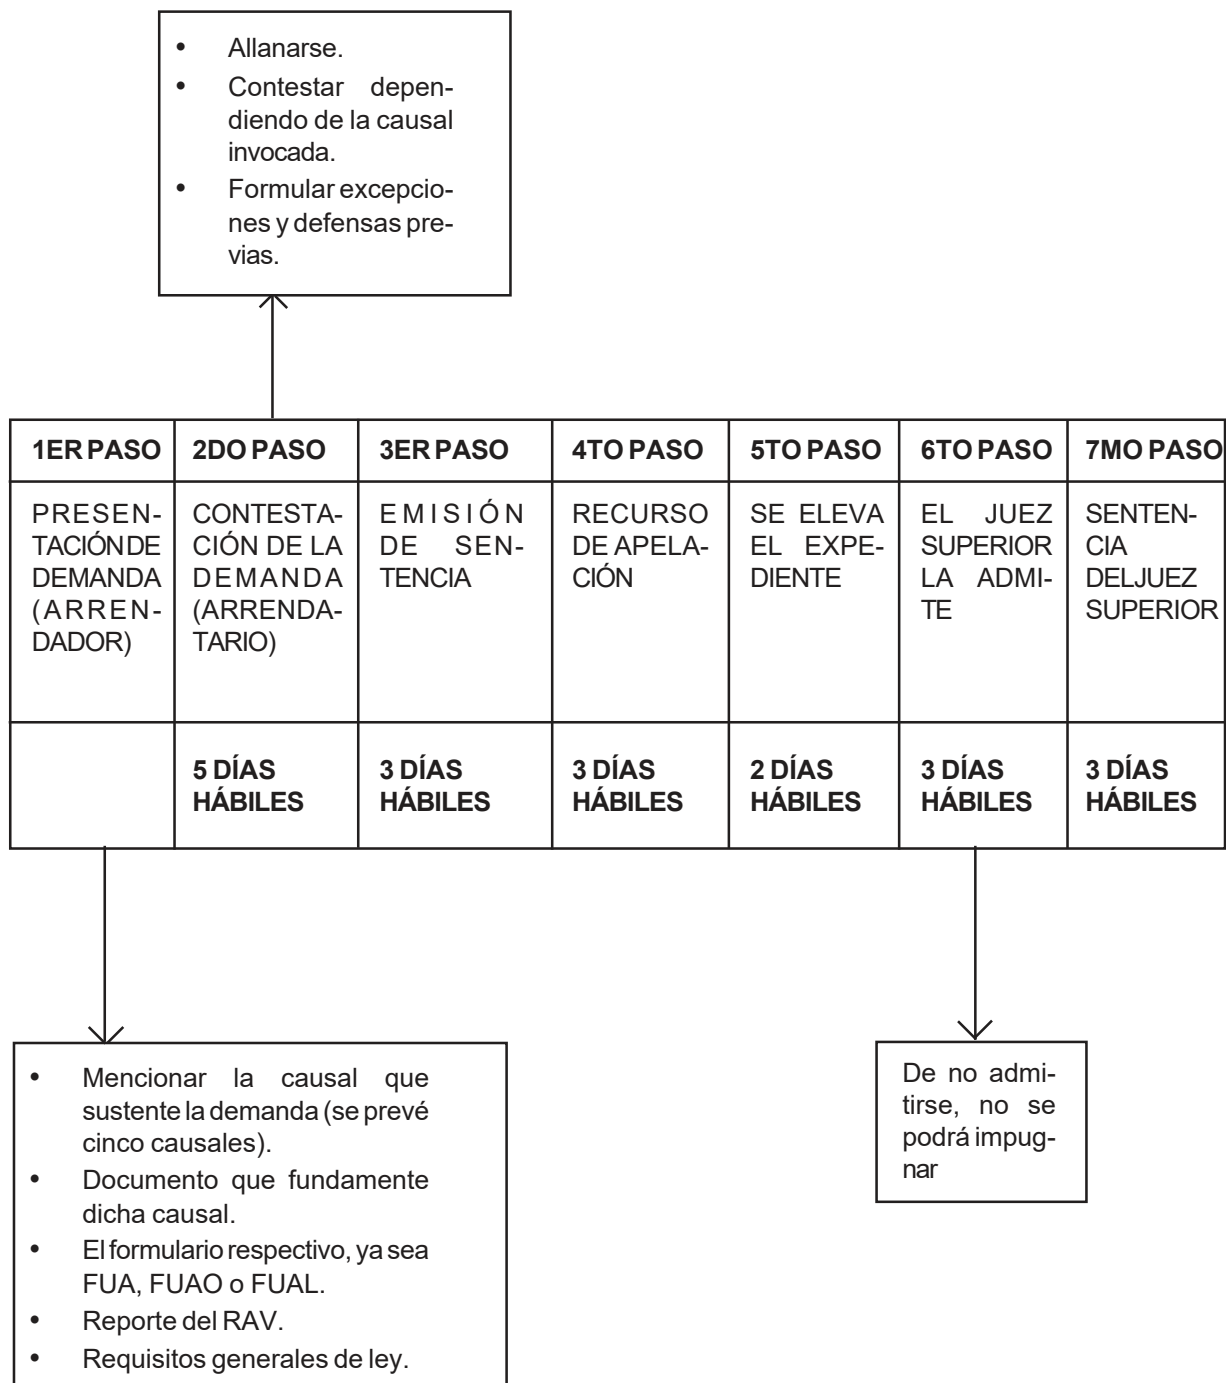 • Allanarse.
• Contestar depen-
diendo de la causal
invocada.
• Formular excepcio-
nes y defensas pre-
vias.
1ER PASO
2DO PASO
3ER PASO
4TO PASO
5TO PASO
6TO PASO
7MO PASO
PRESEN-
TACIÓN DE
DEMANDA
(ARREN-
DADOR)
CONTESTA-
CIÓN DE LA
DEMANDA
(ARRENDA-
TARIO)
EMISIÓN
DE SEN-
TENCIA
RECURSO
DE APELA-
CIÓN
SE ELEVA
EL EXPE-
DIENTE
EL JUEZ
SUPERIOR
LA ADMI-
TE
SENTEN-
CIA
DEL JUEZ
SUPERIOR
5 DÍAS
HÁBILES
3 DÍAS
HÁBILES
3 DÍAS
HÁBILES
2 DÍAS
HÁBILES
3 DÍAS
HÁBILES
3 DÍAS
HÁBILES
• Mencionar la causal que
sustente la demanda (se prevé
cinco causales).
• Documento que fundamente
dicha causal.
• El formulario respectivo, ya sea
FUA, FUAO o FUAL.
• Reporte del RAV.
• Requisitos generales de ley.
De no admi-
tirse, no se
podrá impug-
nar